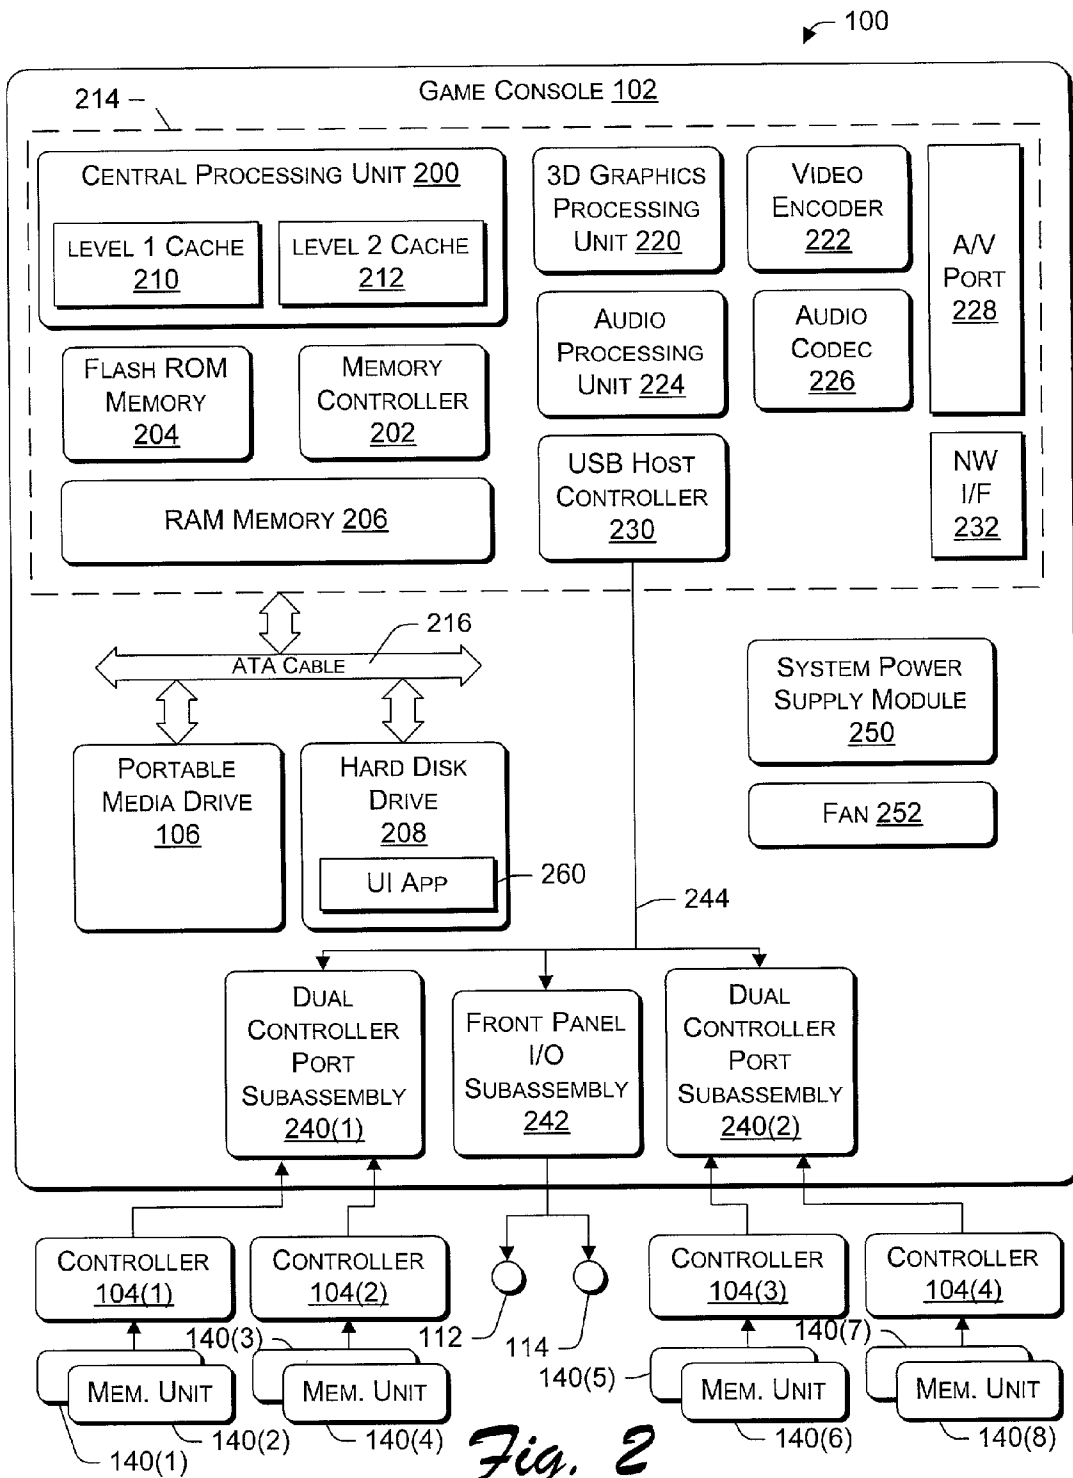 100
GAME CONSOLE 102
214
CENTRAL PROCESSING UNIT 200
LEVEL 1 CACHE
210
LEVEL 2 CACHE
212
FLASH ROM
MEMORY
204
MEMORY
CONTROLLER
202
RAM MEMORY 206
3D GRAPHICS
PROCESSING
UNIT 220
VIDEO
ENCODER
222
AUDIO
PROCESSING
UNIT 224
AUDIO
CODEC
226
A/V
PORT
228
USB HOST
CONTROLLER
230
NW
I/F
232
216
ATA CABLE
PORTABLE
MEDIA DRIVE
106
HARD DISK
DRIVE
208
UI APP
260
SYSTEM POWER
SUPPLY MODULE
250
FAN 252
244
DUAL
CONTROLLER
PORT
SUBASSEMBLY
240(1)
FRONT PANEL
I/O
SUBASSEMBLY
242
DUAL
CONTROLLER
PORT
SUBASSEMBLY
240(2)
CONTROLLER
104(1)
CONTROLLER
104(2)
112
114
CONTROLLER
104(3)
CONTROLLER
104(4)
140(3)
140(7)
140(5)
MEM. UNIT
MEM. UNIT
MEM. UNIT
MEM. UNIT
140(1)
140(2)
140(4)
140(6)
140(8)
Fig. 2